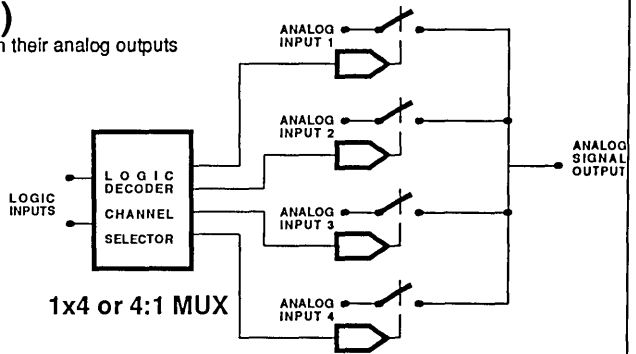 )
n their analog outputs
ANALOG
INPUT 1
ANALOG
INPUT 2
LOGIC
DECODER
CHANNEL
SELECTOR
LOGIC
INPUTS
ANALOG
INPUT 3
ANALOG
SIGNAL
OUTPUT
1x4 or 4:1 MUX
ANALOG
INPUT 4